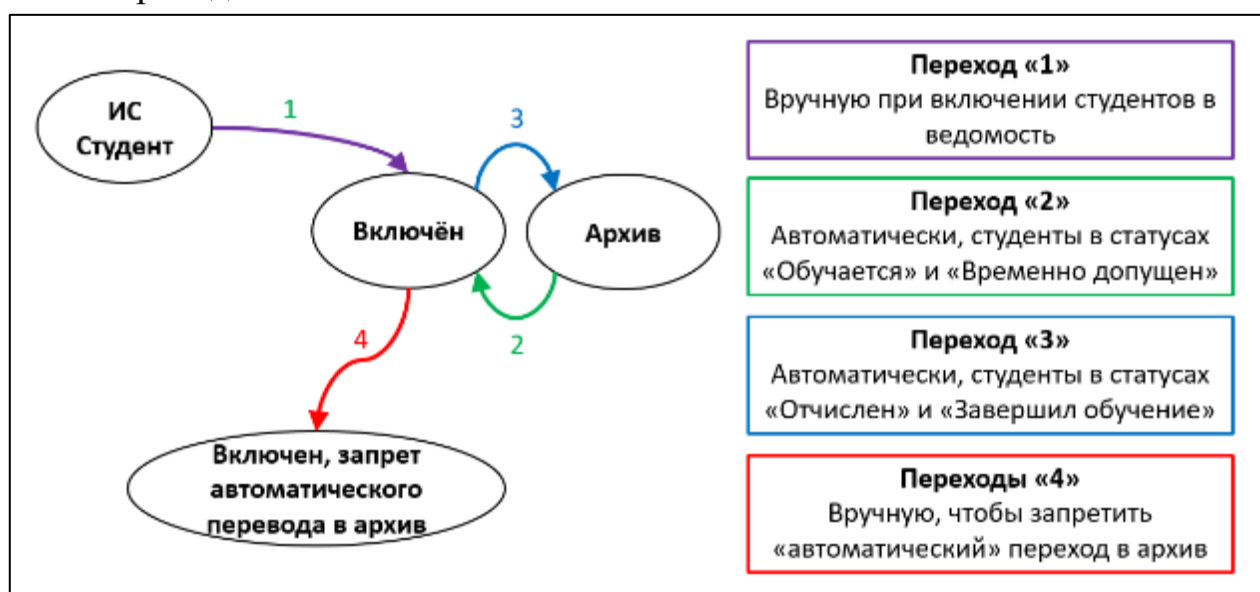 ИС
Студент
1
3
Включён
Архив
4
2
Включен, запрет
автоматического
перевода в архив
Переход «1»
Вручную при включении студентов в
ведомость
Переход «2»
Автоматически, студенты в статусах
«Обучается» и «Временно допущен»
Переход «3»
Автоматически, студенты в статусах
«Отчислен» и «Завершил обучение»
Переходы «4»
Вручную, чтобы запретить
«автоматический» переход в архив